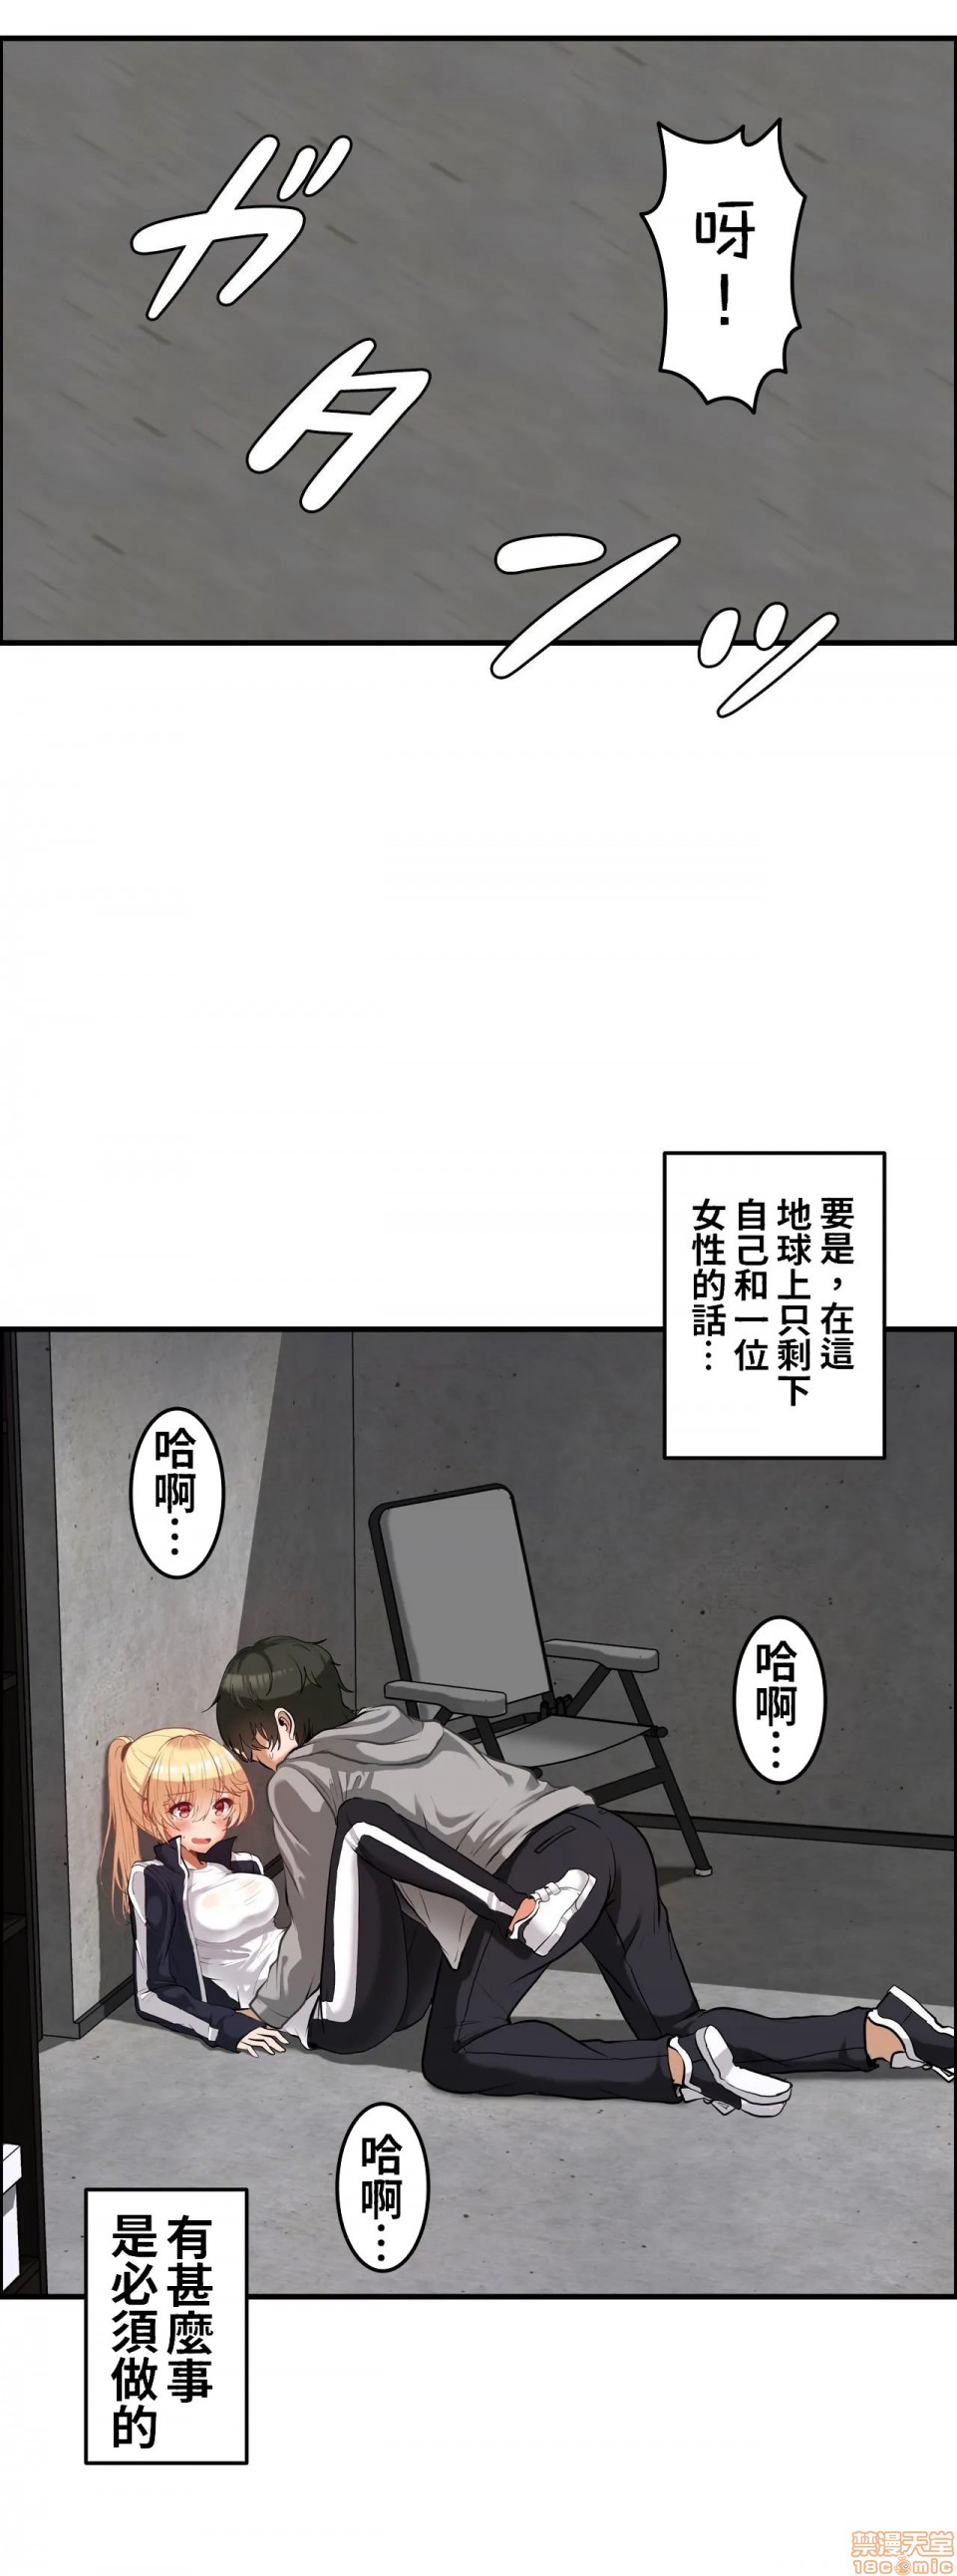 呀！
ガタンッ
要是，在這
地球上只剩下
自己和一位
女性的話…
哈啊…
哈啊…
哈啊…
有甚麼事
是必須做的
禁漫天堂
18comic